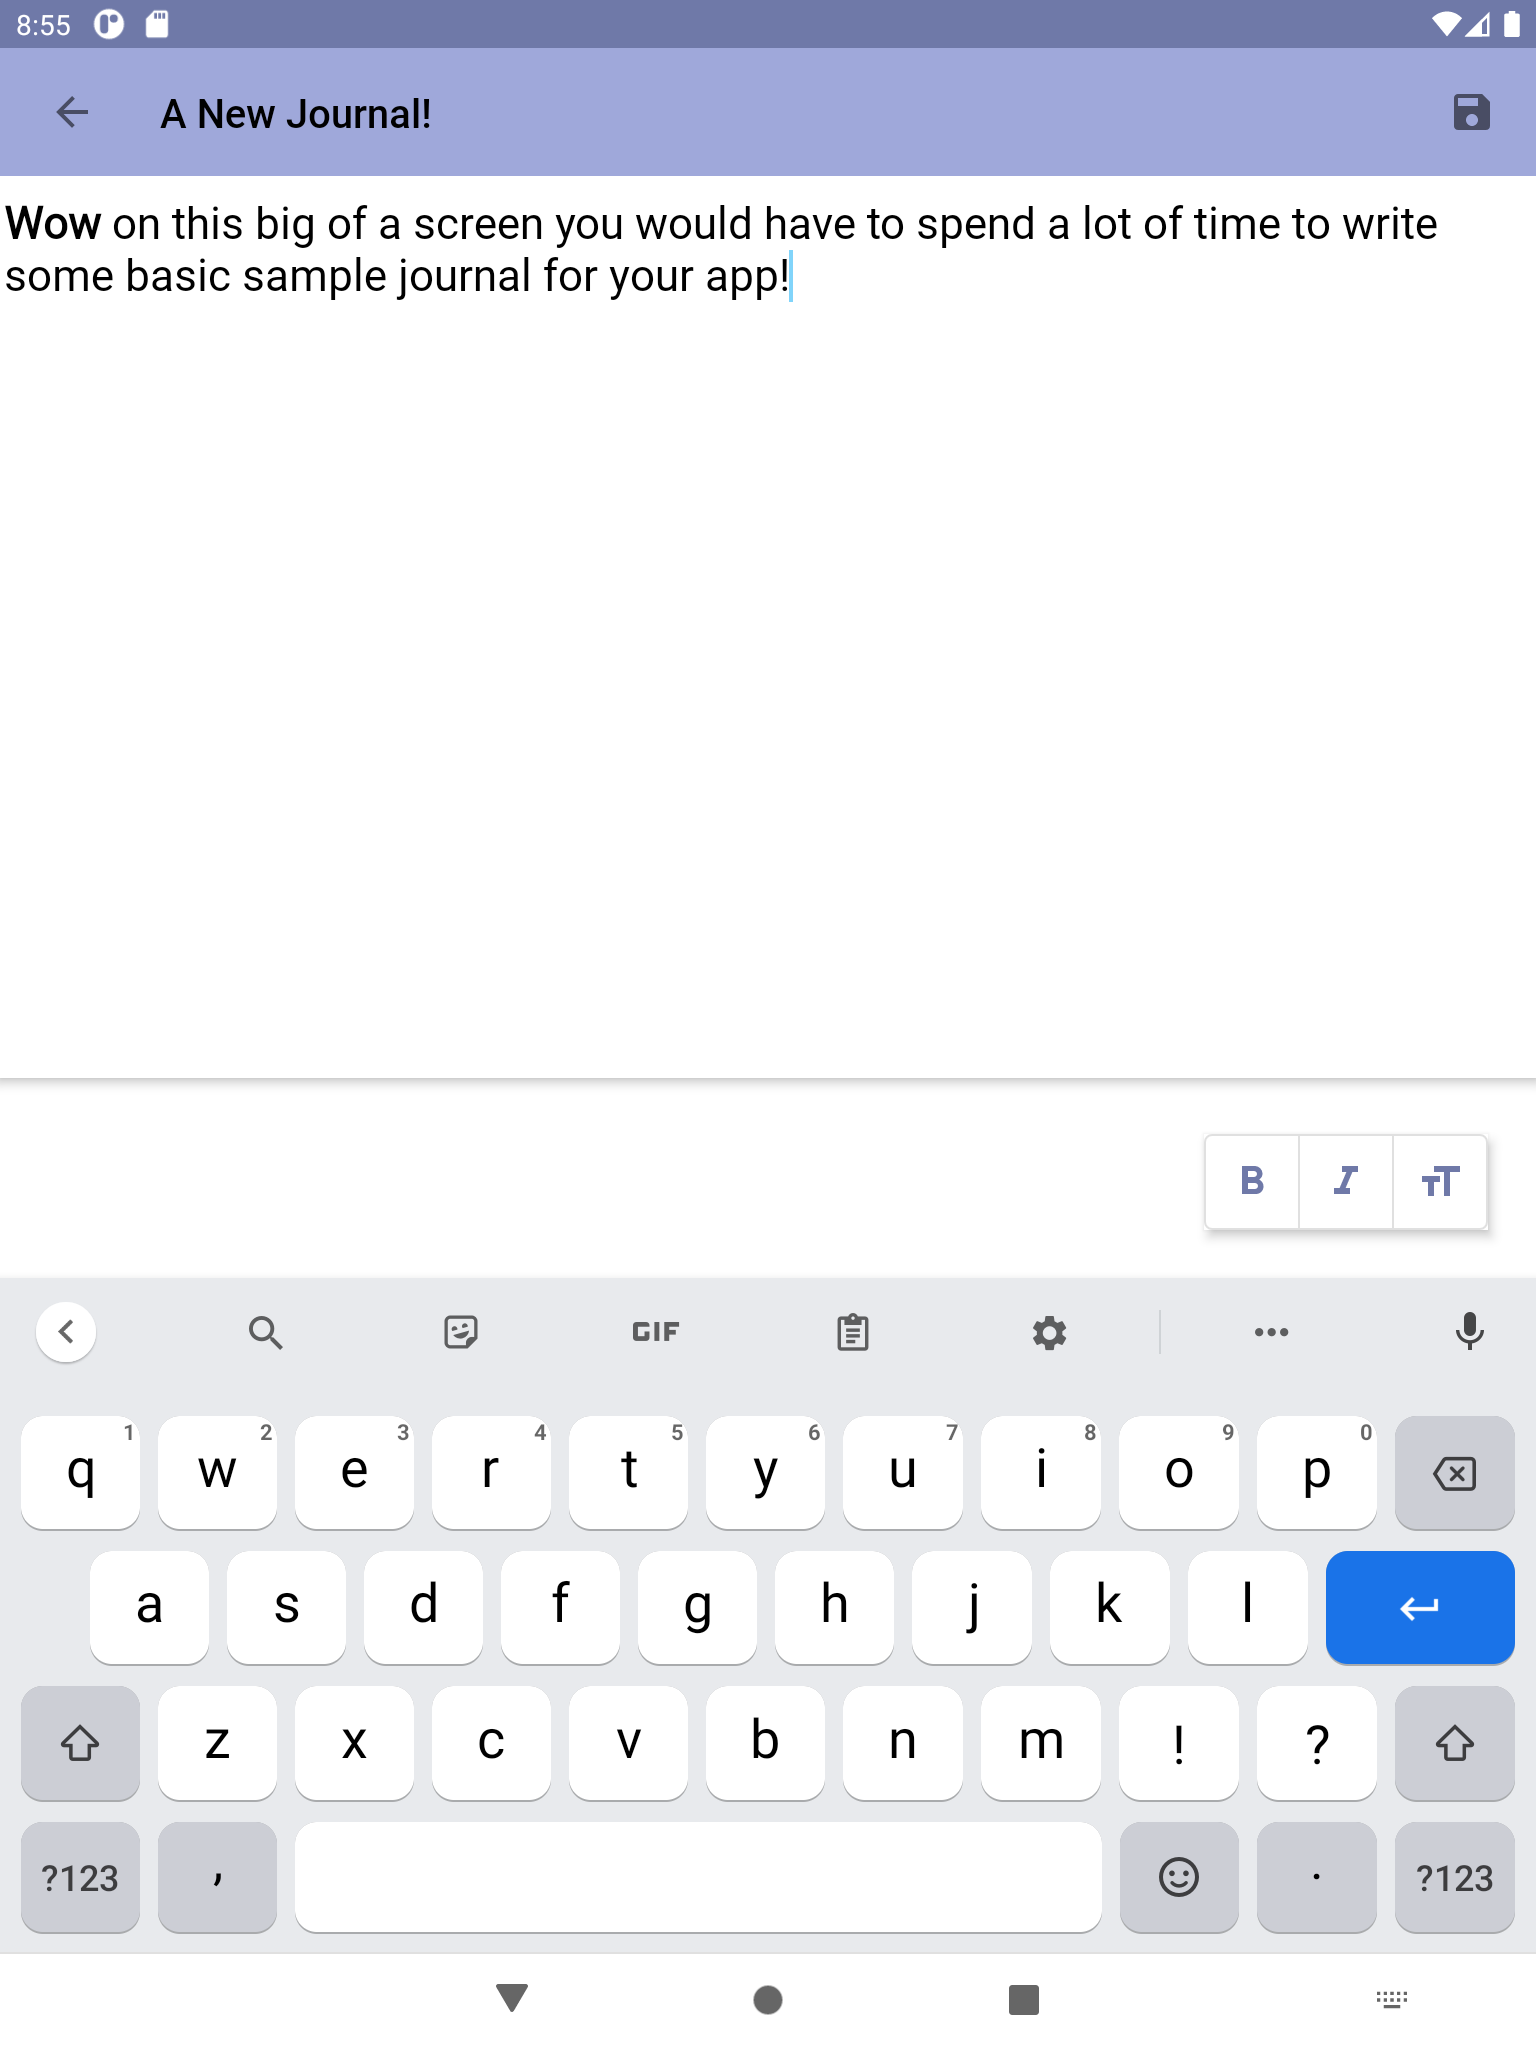 8:55
A New Journal!
Wow on this big of a screen you would have to spend a lot of time to write
some basic sample journal for your app!
B I TT
GIF
q 1 w 2 e 3 r 4 t 5 y 6 u 7 i 8 o 9 p 0
a s d f g h j k l
z x c v b n m ! ?
?123 , . ?123